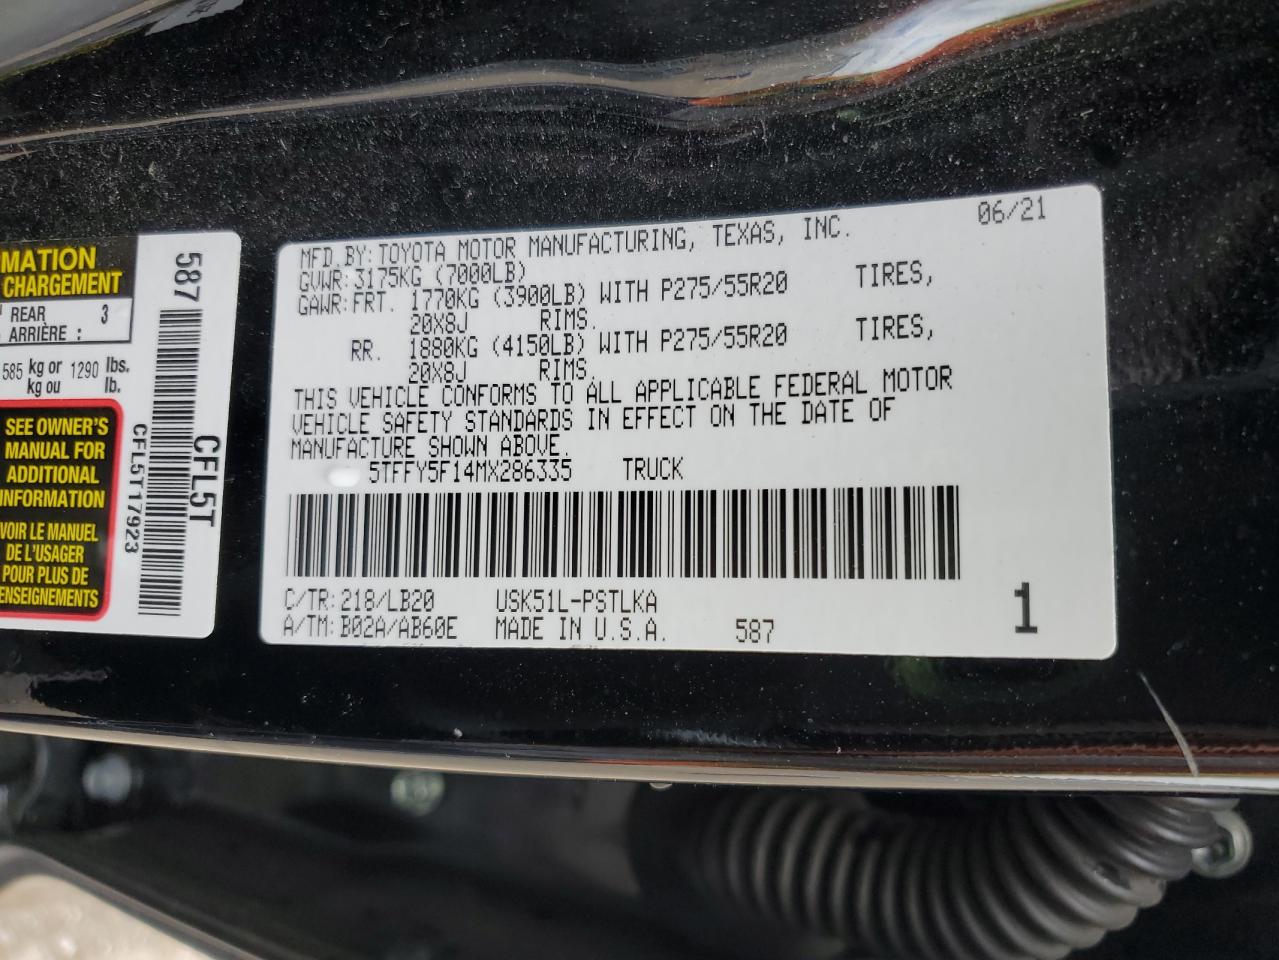 MATION
CHARGEMENT
REAR 3
ARRIÈRE :
585 kg or 1290 lbs.
kg ou lb.
SEE OWNER'S
MANUAL FOR
ADDITIONAL
INFORMATION
VOIR LE MANUEL
DE L'USAGER
POUR PLUS DE
RENSEIGNEMENTS
587
CFL5T
CFL5T17923
06/21
MFD.BY:TOYOTA MOTOR MANUFACTURING, TEXAS, INC.
GVWR:3175KG (7000LB)
GAWR:FRT. 1770KG (3900LB) WITH P275/55R20 TIRES,
20X8J RIMS.
RR. 1880KG (4150LB) WITH P275/55R20 TIRES,
20X8J RIMS.
THIS VEHICLE CONFORMS TO ALL APPLICABLE FEDERAL MOTOR
VEHICLE SAFETY STANDARDS IN EFFECT ON THE DATE OF
MANUFACTURE SHOWN ABOVE.
5TFFY5F14MX286335 TRUCK
C/TR:218/LB20 USK51L-PSTLKA
A/TM:B02A/AB60E MADE IN U.S.A. 587
1